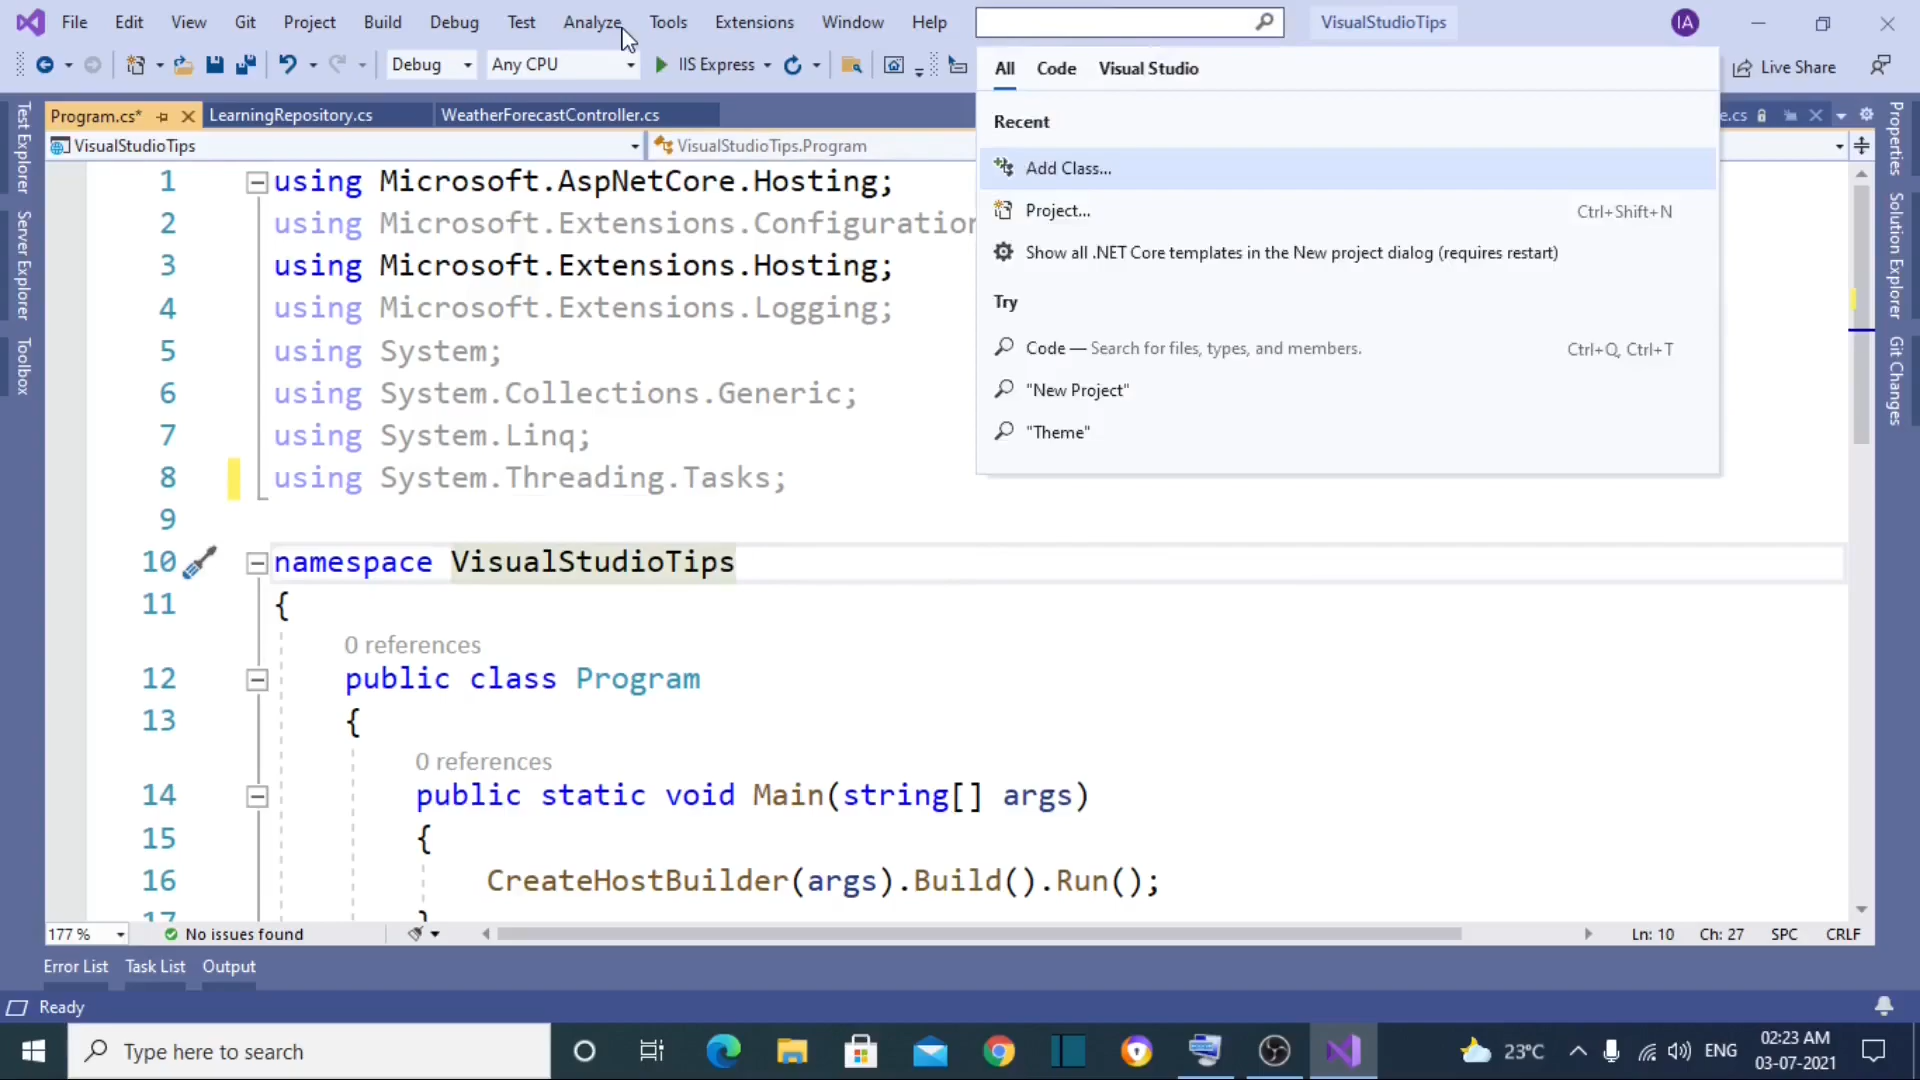 File Edit View Git Project Build Debug Test Analyze Tools Extensions Window Help VisualStudioTips IA
Debug Any CPU IIS Express Live Share
All Code Visual Studio
Program.cs* LearningRepository.cs WeatherForecastController.cs e.cs
VisualStudioTips VisualStudioTips.Program
Recent
Add Class...
Project... Ctrl+Shift+N
Show all .NET Core templates in the New project dialog (requires restart)
Try
Code — Search for files, types, and members. Ctrl+Q, Ctrl+T
"New Project"
"Theme"
Test Explorer
Server Explorer
Toolbox
Properties
Solution Explorer
Git Changes
1 using Microsoft.AspNetCore.Hosting;
2 using Microsoft.Extensions.Configuration
3 using Microsoft.Extensions.Hosting;
4 using Microsoft.Extensions.Logging;
5 using System;
6 using System.Collections.Generic;
7 using System.Linq;
8 using System.Threading.Tasks;
9
10 namespace VisualStudioTips
11 {
0 references
12 public class Program
13 {
0 references
14 public static void Main(string[] args)
15 {
16 CreateHostBuilder(args).Build().Run();
17 }
177 % No issues found Ln: 10 Ch: 27 SPC CRLF
Error List Task List Output
Ready
Type here to search 23°C ENG 02:23 AM
03-07-2021